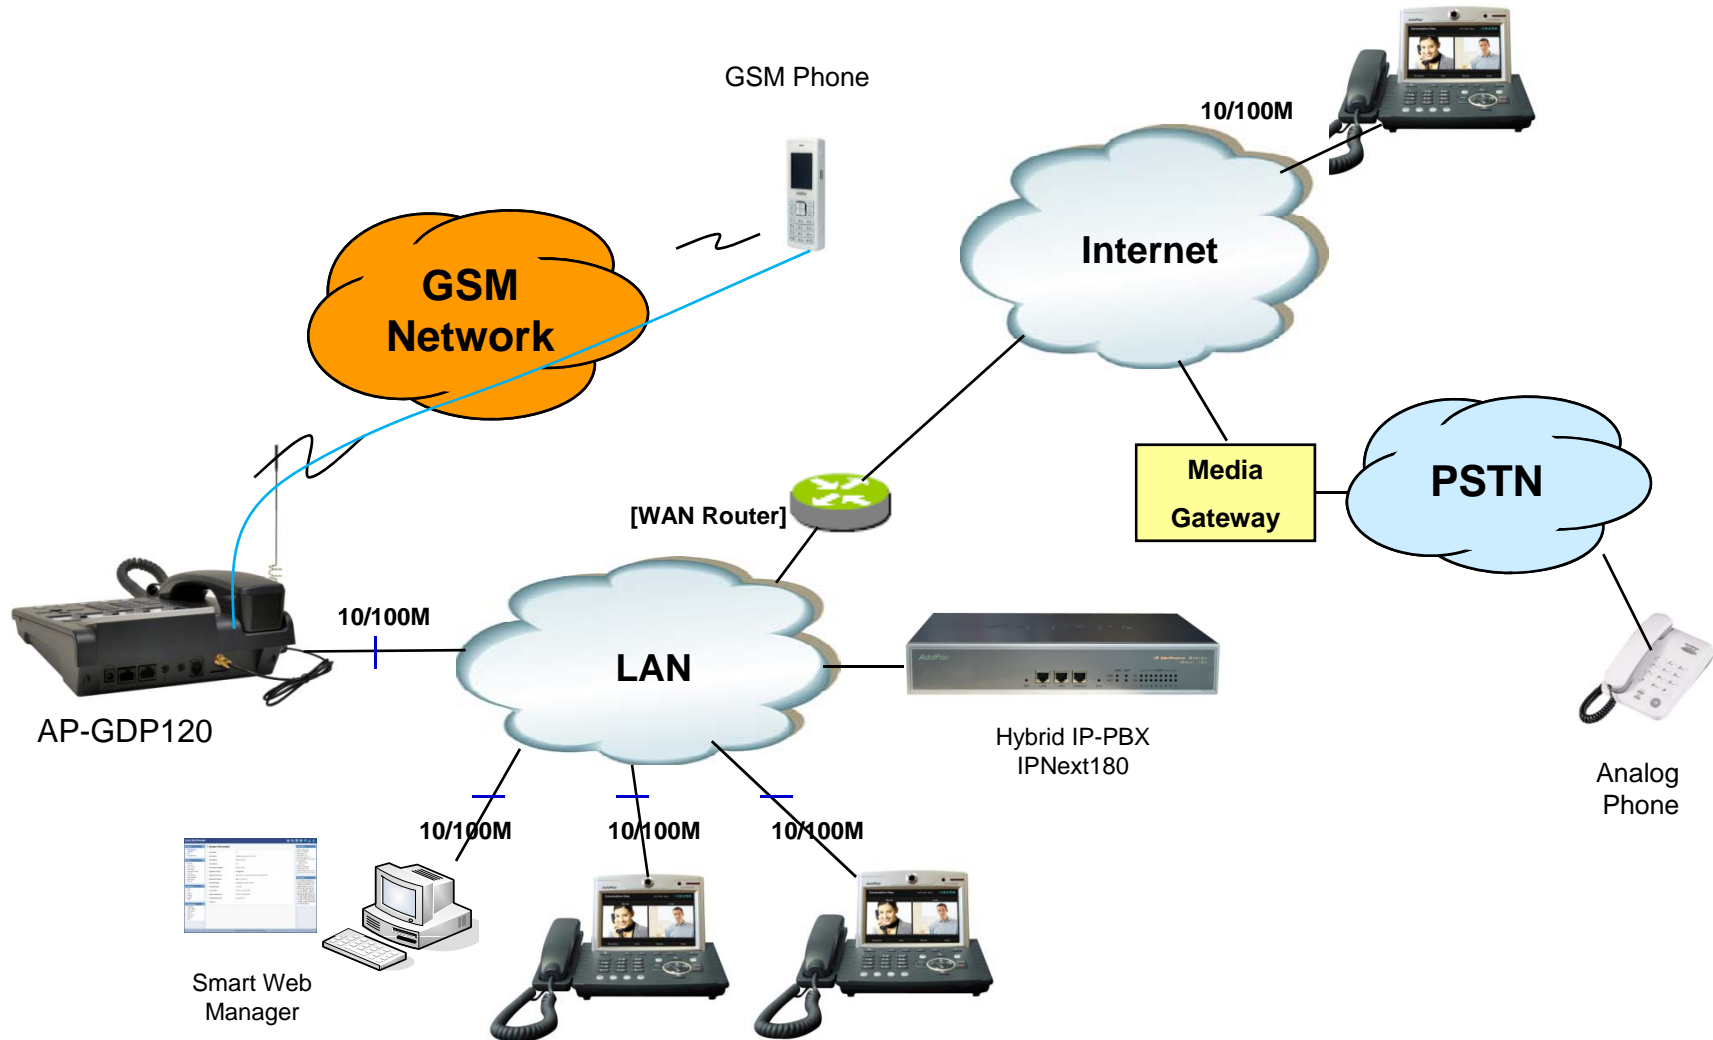 GSM Phone
10/100M
Internet
GSM
Network
Media
Gateway
PSTN
[WAN Router]
10/100M
LAN
AddPac
AP-GDP120
Hybrid IP-PBX
IPNext180
Analog
Phone
10/100M
10/100M
10/100M
Smart Web
Manager